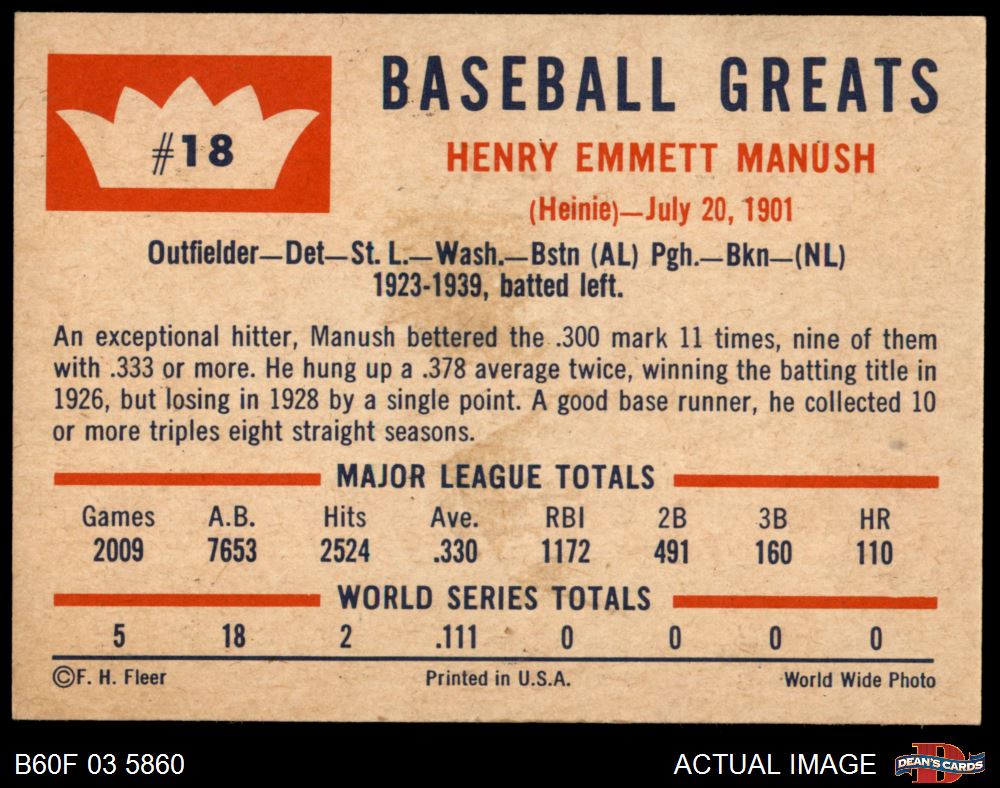 #18
BASEBALL GREATS
HENRY EMMETT MANUSH
(Heinie)—July 20, 1901
Outfielder—Det—St. L.—Wash.—Bstn (AL) Pgh.—Bkn—(NL)
1923-1939, batted left.
An exceptional hitter, Manush bettered the .300 mark 11 times, nine of them
with .333 or more. He hung up a .378 average twice, winning the batting title in
1926, but losing in 1928 by a single point. A good base runner, he collected 10
or more triples eight straight seasons.
MAJOR LEAGUE TOTALS
Games A.B. Hits Ave. RBI 2B 3B HR
2009 7653 2524 .330 1172 491 160 110
WORLD SERIES TOTALS
5 18 2 .111 0 0 0 0
©F. H. Fleer Printed in U.S.A. World Wide Photo
B60F 03 5860 ACTUAL IMAGE D DEAN'S CARDS